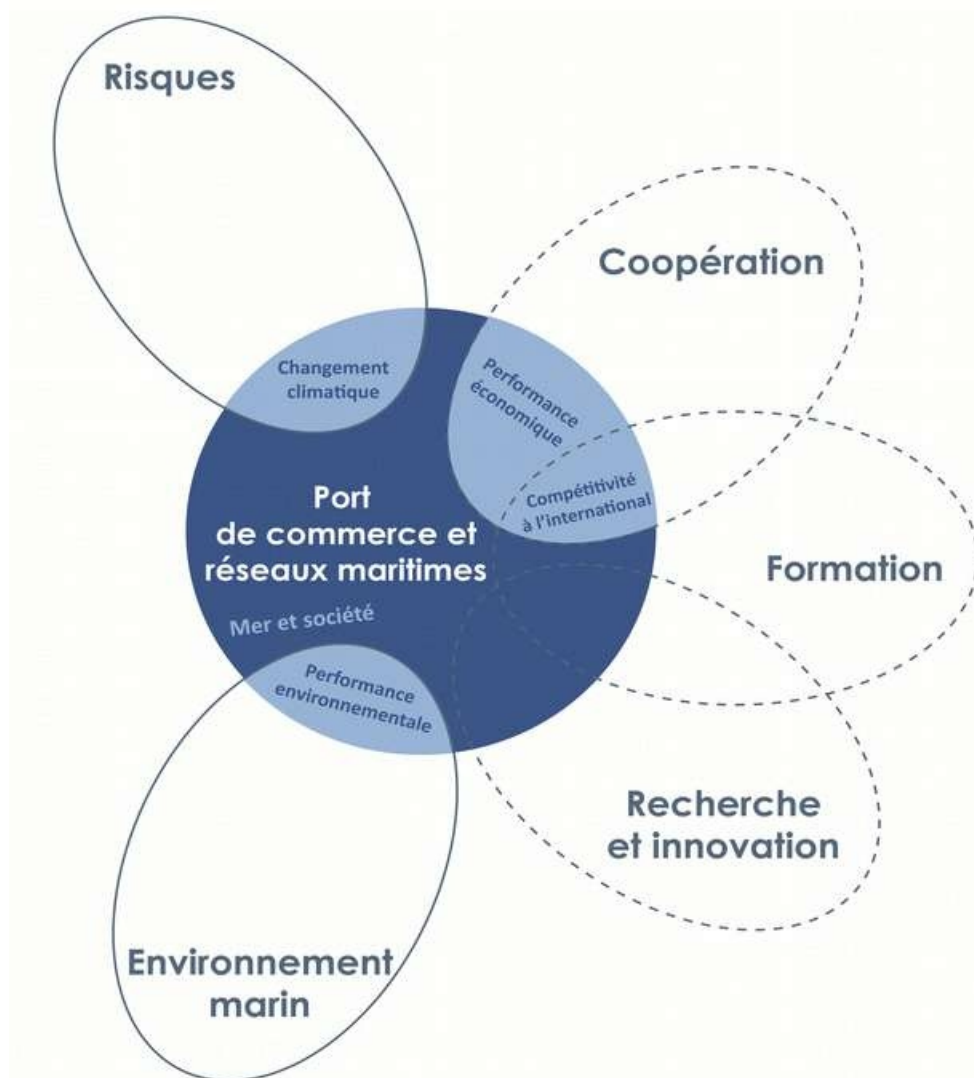 Risques
Coopération
Changement
climatique
Performance
économique
Compétitivité
à l'international
Port
de commerce et
réseaux maritimes
Formation
Mer et société
Performance
environnementale
Recherche
et innovation
Environnement
marin